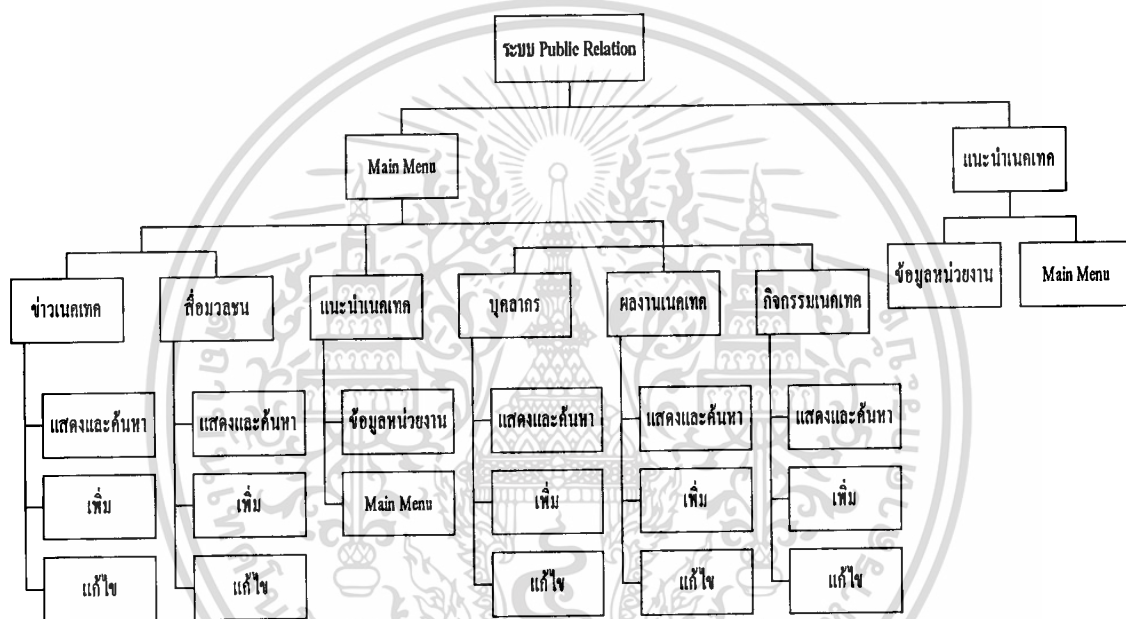 ระบบ Public Relation
Main Menu
แนะนำเนคเทค
ข้อมูลหน่วยงาน
Main Menu
ข่าวเนคเทค
สื่อมวลชน
แนะนำเนคเทค
บุคลากร
ผลงานเนคเทค
กิจกรรมเนคเทค
แสดงและค้นหา
แสดงและค้นหา
ข้อมูลหน่วยงาน
แสดงและค้นหา
แสดงและค้นหา
แสดงและค้นหา
เพิ่ม
เพิ่ม
Main Menu
เพิ่ม
เพิ่ม
เพิ่ม
แก้ไข
แก้ไข
แก้ไข
แก้ไข
แก้ไข